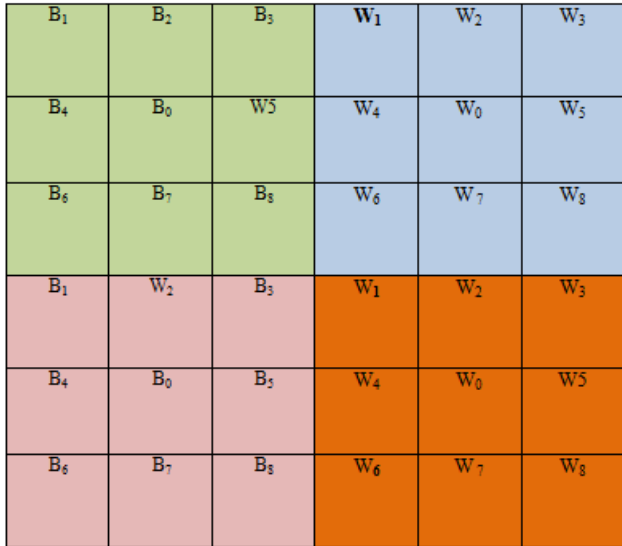 B₁ B₂ B₃ W₁ W₂ W₃
B₄ B₀ W5 W₄ W₀ W₅
B₆ B₇ B₈ W₆ W₇ W₈
B₁ W₂ B₃ W₁ W₂ W₃
B₄ B₀ B₅ W₄ W₀ W5
B₆ B₇ B₈ W₆ W₇ W₈